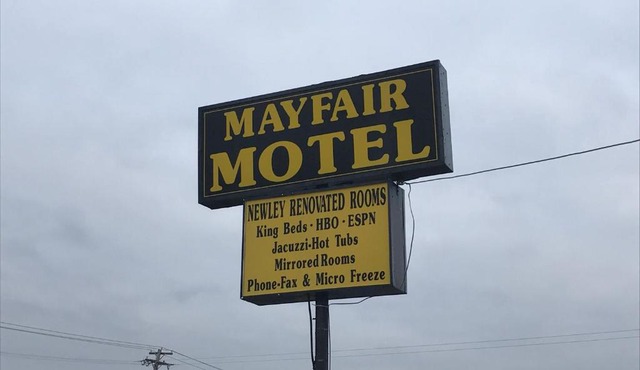 MAYFAIR
MOTEL
NEWLEY RENOVATED ROOMS
King Beds - HBO - ESPN
Jacuzzi-Hot Tubs
Mirrored Rooms
Phone-Fax & Micro Freeze